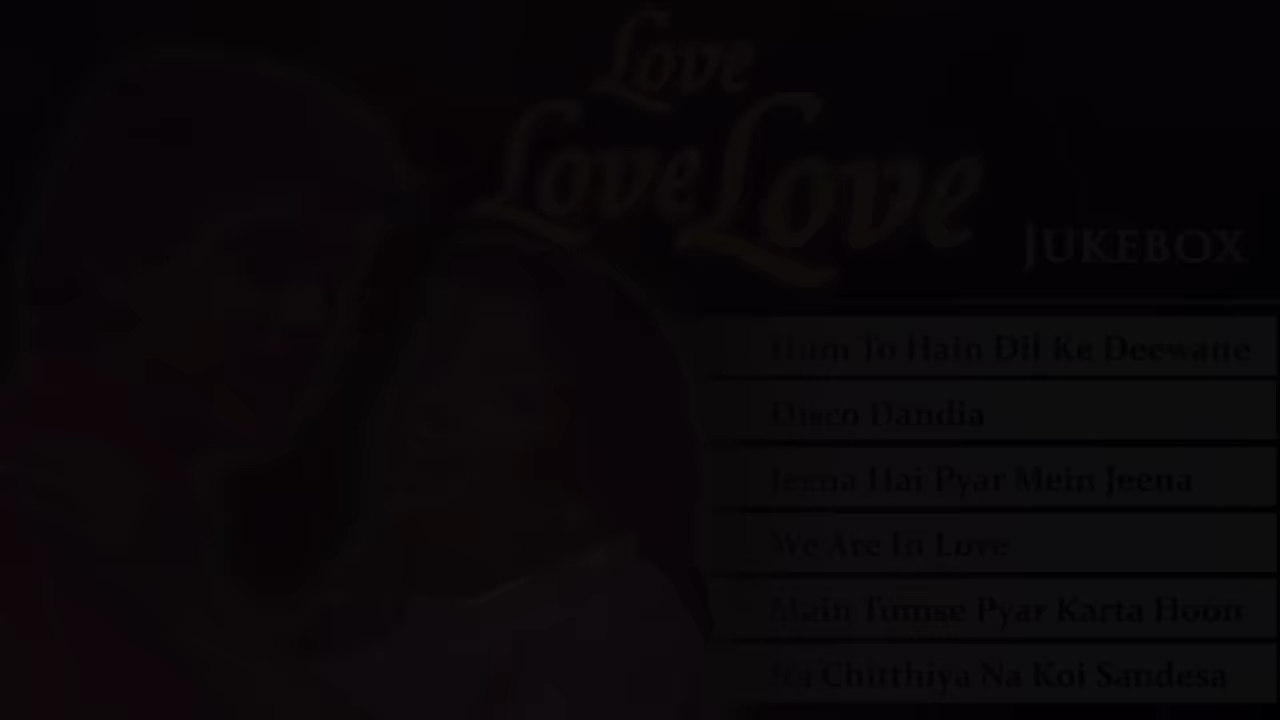 Love
Love Love
JUKEBOX
Hum To Hain Dil Ke Deewane
Disco Dandia
Jeena Hai Pyar Mein Jeena
We Are In Love
Main Tumse Pyar Karta Hoon
Na Chitthiya Na Koi Sandesa